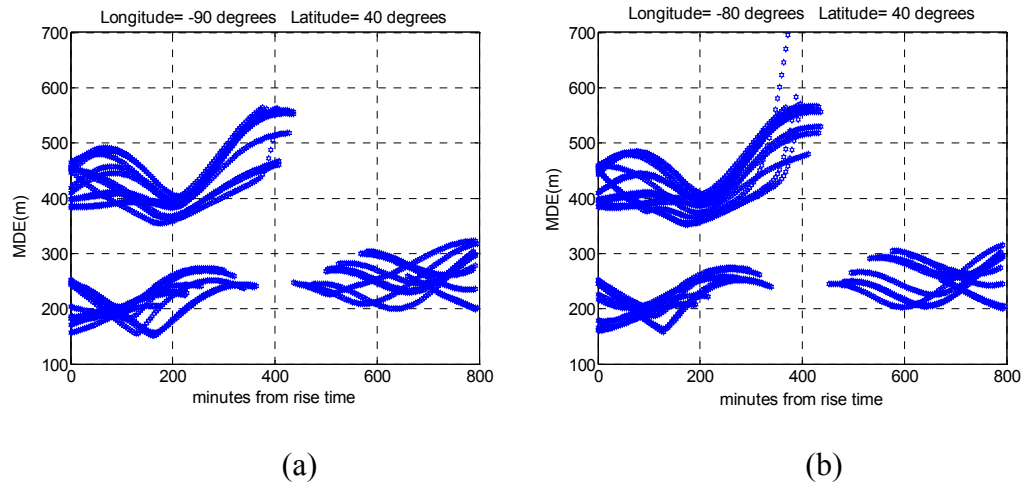 Longitude= -90 degrees Latitude= 40 degrees
700
600
500
400
300
200
100
MDE(m)
0 200 400 600 800
minutes from rise time
(a)
Longitude= -80 degrees Latitude= 40 degrees
700
600
500
400
300
200
100
MDE(m)
0 200 400 600 800
minutes from rise time
(b)